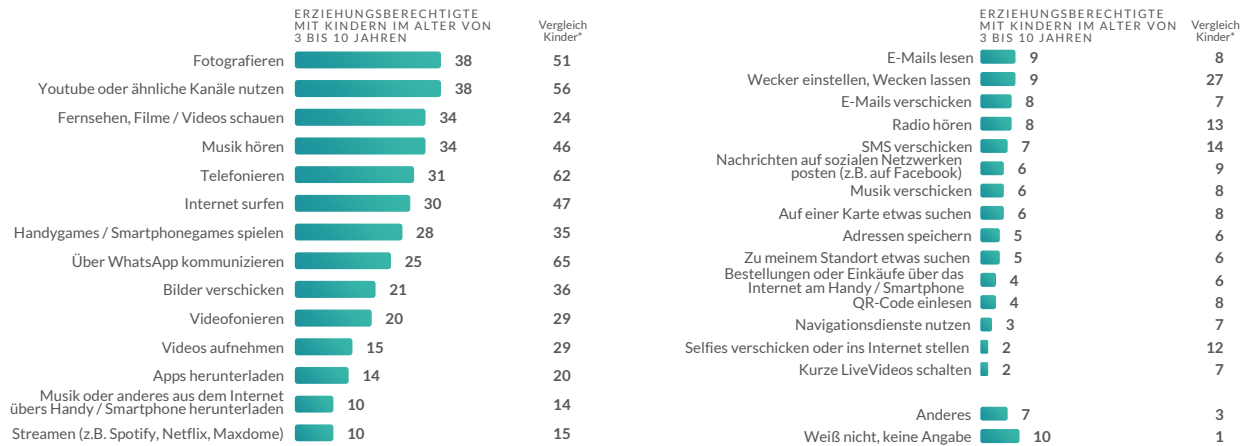 ERZIEHUNGSBERECHTIGTE
MIT KINDERN IM ALTER VON
3 BIS 10 JAHREN
Vergleich
Kinder*
Fotografieren 38 51
Youtube oder ähnliche Kanäle nutzen 38 56
Fernsehen, Filme / Videos schauen 34 24
Musik hören 34 46
Telefonieren 31 62
Internet surfen 30 47
Handygames / Smartphonegames spielen 28 35
Über WhatsApp kommunizieren 25 65
Bilder verschicken 21 36
Videofonieren 20 29
Videos aufnehmen 15 29
Apps herunterladen 14 20
Musik oder anderes aus dem Internet
übers Handy / Smartphone herunterladen 10 14
Streamen (z.B. Spotify, Netflix, Maxdome) 10 15
ERZIEHUNGSBERECHTIGTE
MIT KINDERN IM ALTER VON
3 BIS 10 JAHREN
Vergleich
Kinder*
E-Mails lesen 9 8
Wecker einstellen, Wecken lassen 9 27
E-Mails verschicken 8 7
Radio hören 8 13
SMS verschicken 7 14
Nachrichten auf sozialen Netzwerken
posten (z.B. auf Facebook) 6 9
Musik verschicken 6 8
Auf einer Karte etwas suchen 6 8
Adressen speichern 5 6
Zu meinem Standort etwas suchen 5 6
Bestellungen oder Einkäufe über das
Internet am Handy / Smartphone 4 6
QR-Code einlesen 4 8
Navigationsdienste nutzen 3 7
Selfies verschicken oder ins Internet stellen 2 12
Kurze LiveVideos schalten 2 7
Anderes 7 3
Weiß nicht, keine Angabe 10 1